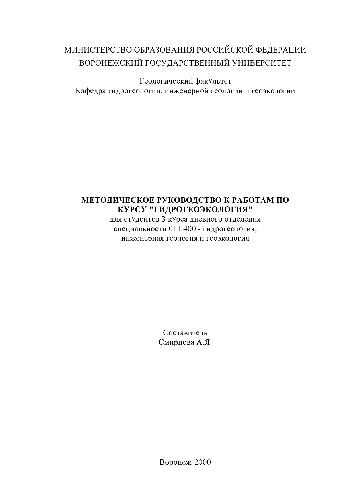 МИНИСТЕРСТВО ОБРАЗОВАНИЯ РОССИЙСКОЙ ФЕДЕРАЦИИ
ВОРОНЕЖСКИЙ ГОСУДАРСТВЕННЫЙ УНИВЕРСИТЕТ
Геологический факультет
Кафедра гидрогеологии, инженерной геологии и геоэкологии
МЕТОДИЧЕСКОЕ РУКОВОДСТВО К РАБОТАМ ПО
КУРСУ "ГИДРОГЕОЭКОЛОГИЯ"
для студентов 3 курса дневного отделения
специальности 011400 - гидрогеология,
инженерная геология и геоэкология
Составитель
Смирнова А.Я.
Воронеж 2000